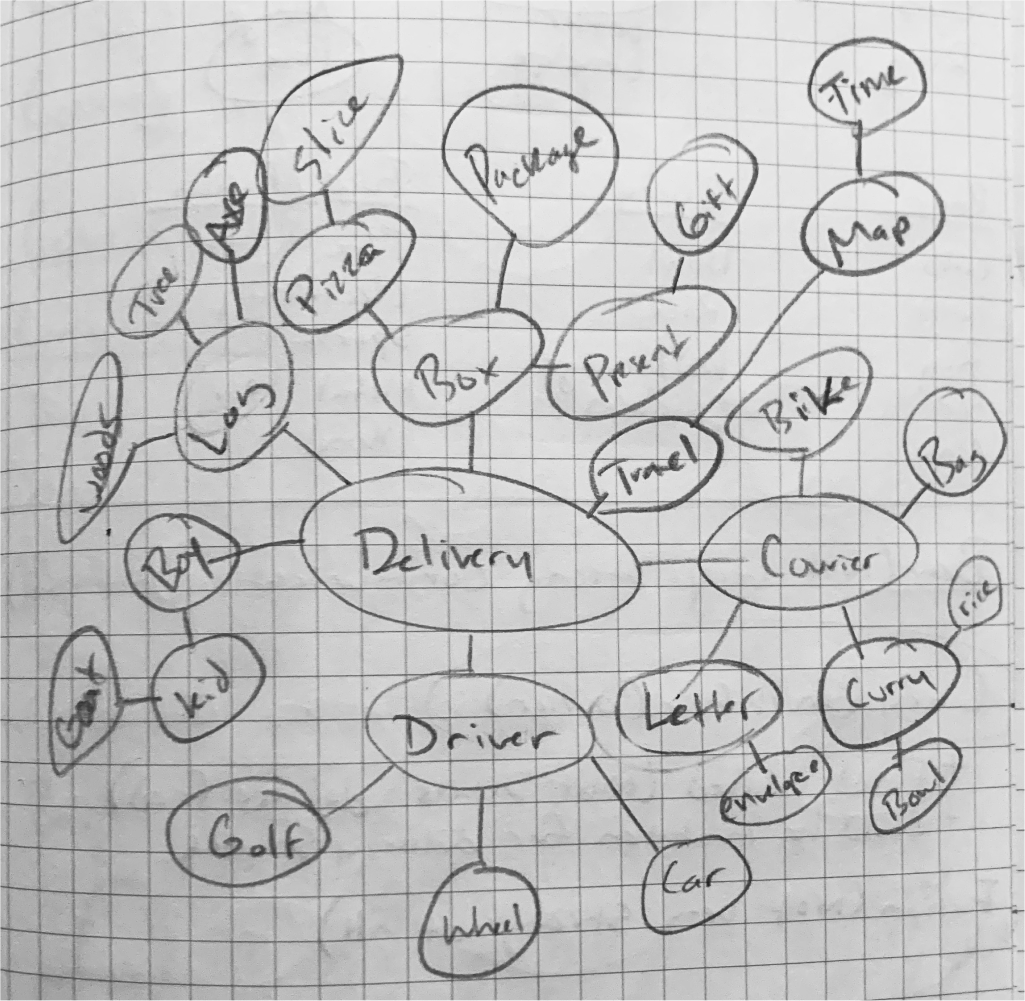 Time
Slice
Package
Axe
Gift
Map
Tree
Pizza
Box
Present
Log
Bike
Woods
Travel
Bag
Delivery
Courier
Boy
rice
Kid
Goat
Letter
Curry
Driver
envelope
Bowl
Golf
Car
Wheel